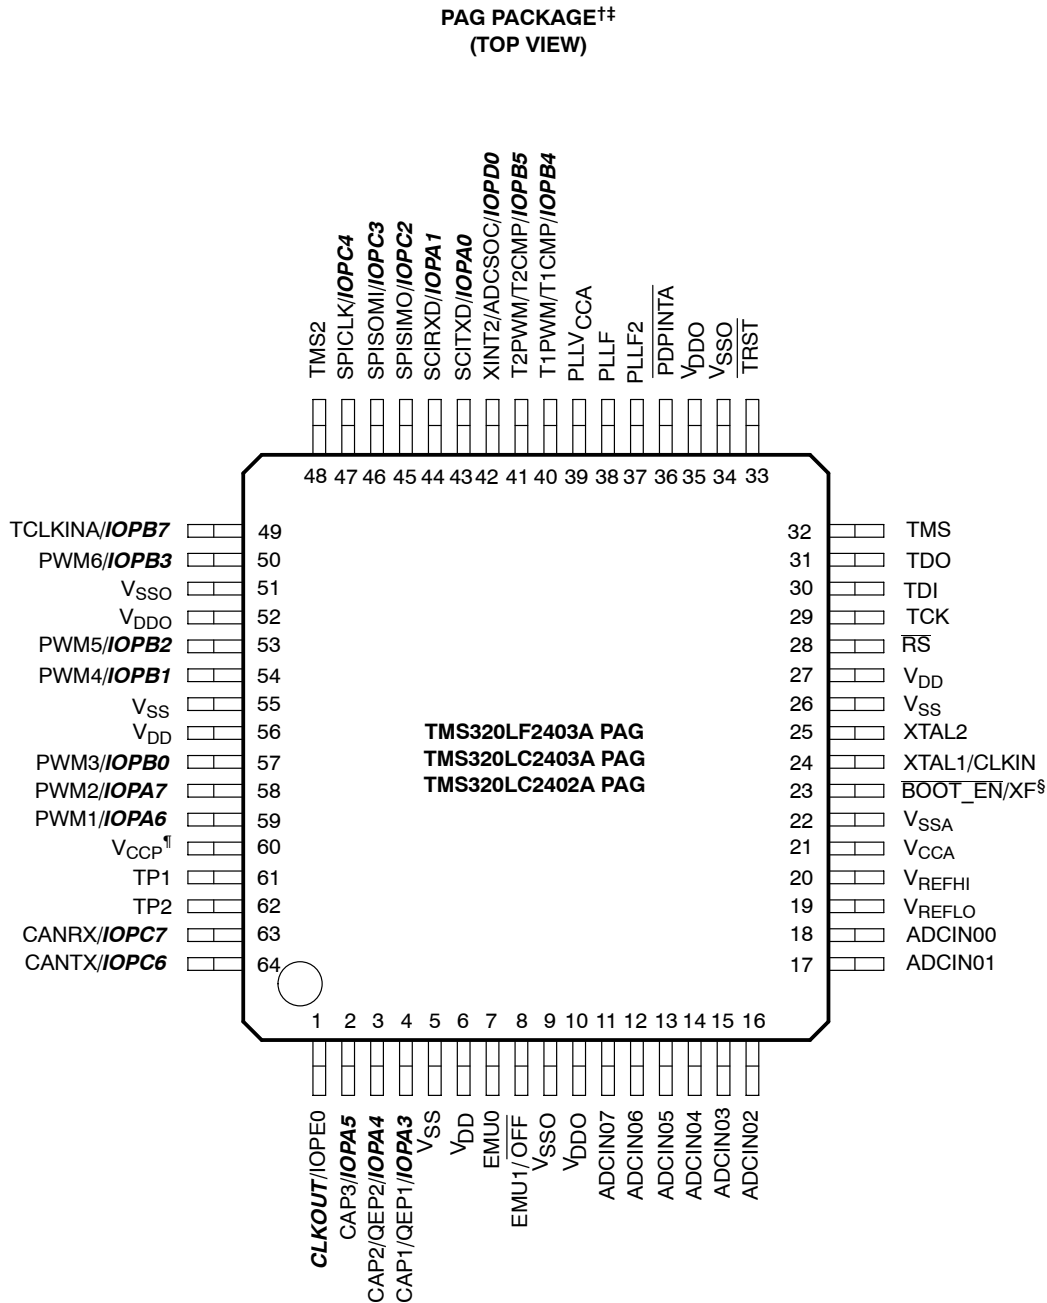 PAG PACKAGE†‡
(TOP VIEW)
TMS2
SPICLK/IOPC4
SPISOMI/IOPC3
SPISIMO/IOPC2
SCIRXD/IOPA1
SCITXD/IOPA0
XINT2/ADCSOC/IOPD0
T2PWM/T2CMP/IOPB5
T1PWM/T1CMP/IOPB4
PLLVCCA
PLLF
PLLF2
PDPINTA
VDDO
VSSO
TRST
48 47 46 45 44 43 42 41 40 39 38 37 36 35 34 33
TCLKINA/IOPB7 49 32 TMS
PWM6/IOPB3 50 31 TDO
VSSO 51 30 TDI
VDDO 52 29 TCK
PWM5/IOPB2 53 28 RS
PWM4/IOPB1 54 27 VDD
VSS 55 26 VSS
VDD 56 25 XTAL2
PWM3/IOPB0 57 24 XTAL1/CLKIN
PWM2/IOPA7 58 23 BOOT_EN/XF§
PWM1/IOPA6 59 22 VSSA
VCCP¶ 60 21 VCCA
TP1 61 20 VREFHI
TP2 62 19 VREFLO
CANRX/IOPC7 63 18 ADCIN00
CANTX/IOPC6 64 17 ADCIN01
TMS320LF2403A PAG
TMS320LC2403A PAG
TMS320LC2402A PAG
1 2 3 4 5 6 7 8 9 10 11 12 13 14 15 16
CLKOUT/IOPE0
CAP3/IOPA5
CAP2/QEP2/IOPA4
CAP1/QEP1/IOPA3
VSS
VDD
EMU0
EMU1/OFF
VSSO
VDDO
ADCIN07
ADCIN06
ADCIN05
ADCIN04
ADCIN03
ADCIN02